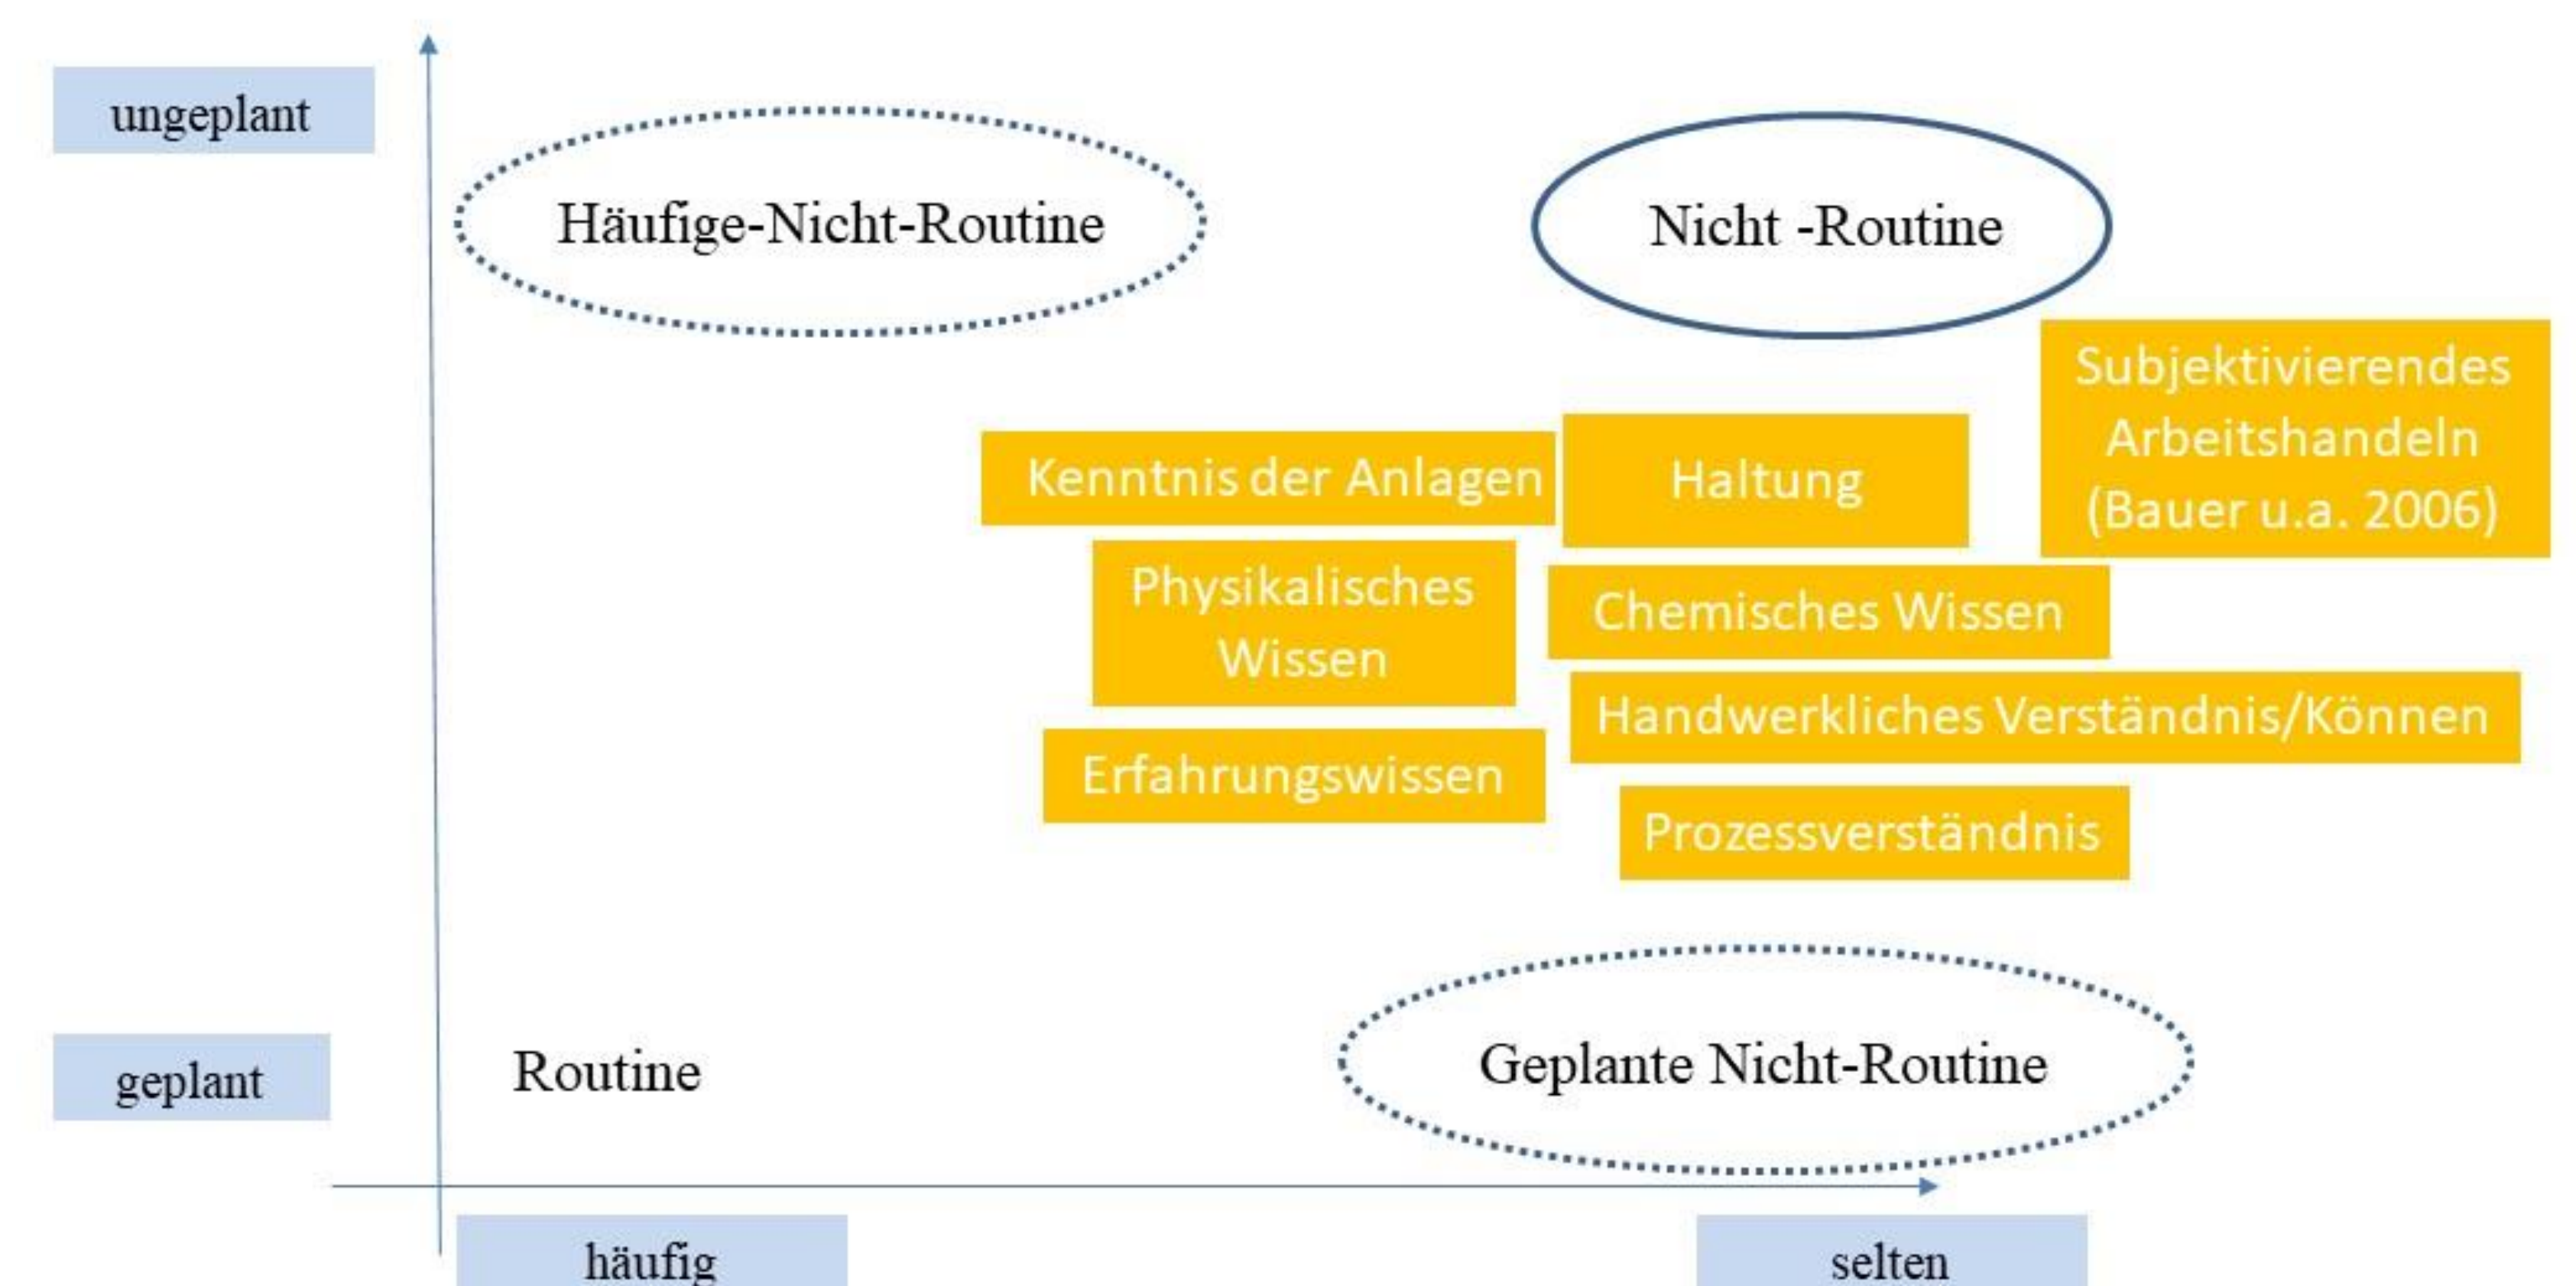 ungeplant
Häufige-Nicht-Routine
Nicht -Routine
Subjektivierendes
Arbeitshandeln
(Bauer u.a. 2006)
Kenntnis der Anlagen
Haltung
Physikalisches
Wissen
Chemisches Wissen
Handwerkliches Verständnis/Können
Erfahrungswissen
Prozessverständnis
geplant
Routine
Geplante Nicht-Routine
häufig
selten